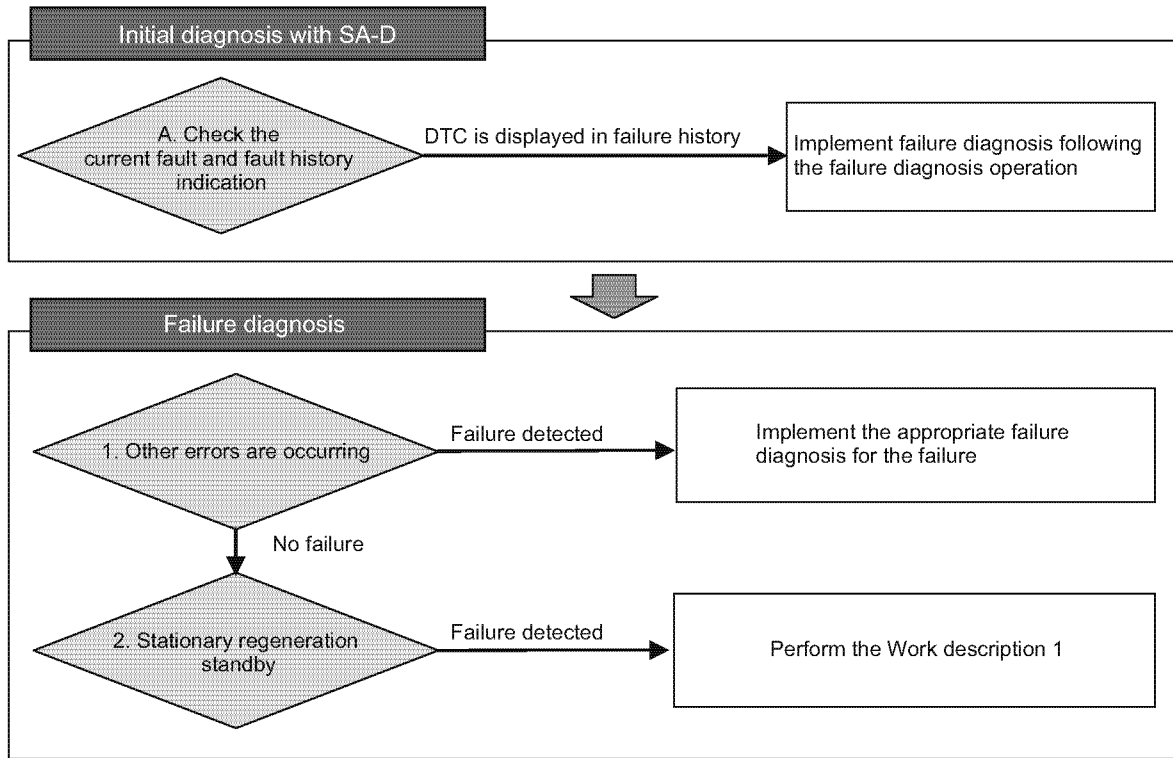 Initial diagnosis with SA-D
A. Check the
current fault and fault history
indication
DTC is displayed in failure history
Implement failure diagnosis following
the failure diagnosis operation
Failure diagnosis
1. Other errors are occurring
Failure detected
Implement the appropriate failure
diagnosis for the failure
No failure
2. Stationary regeneration
standby
Failure detected
Perform the Work description 1